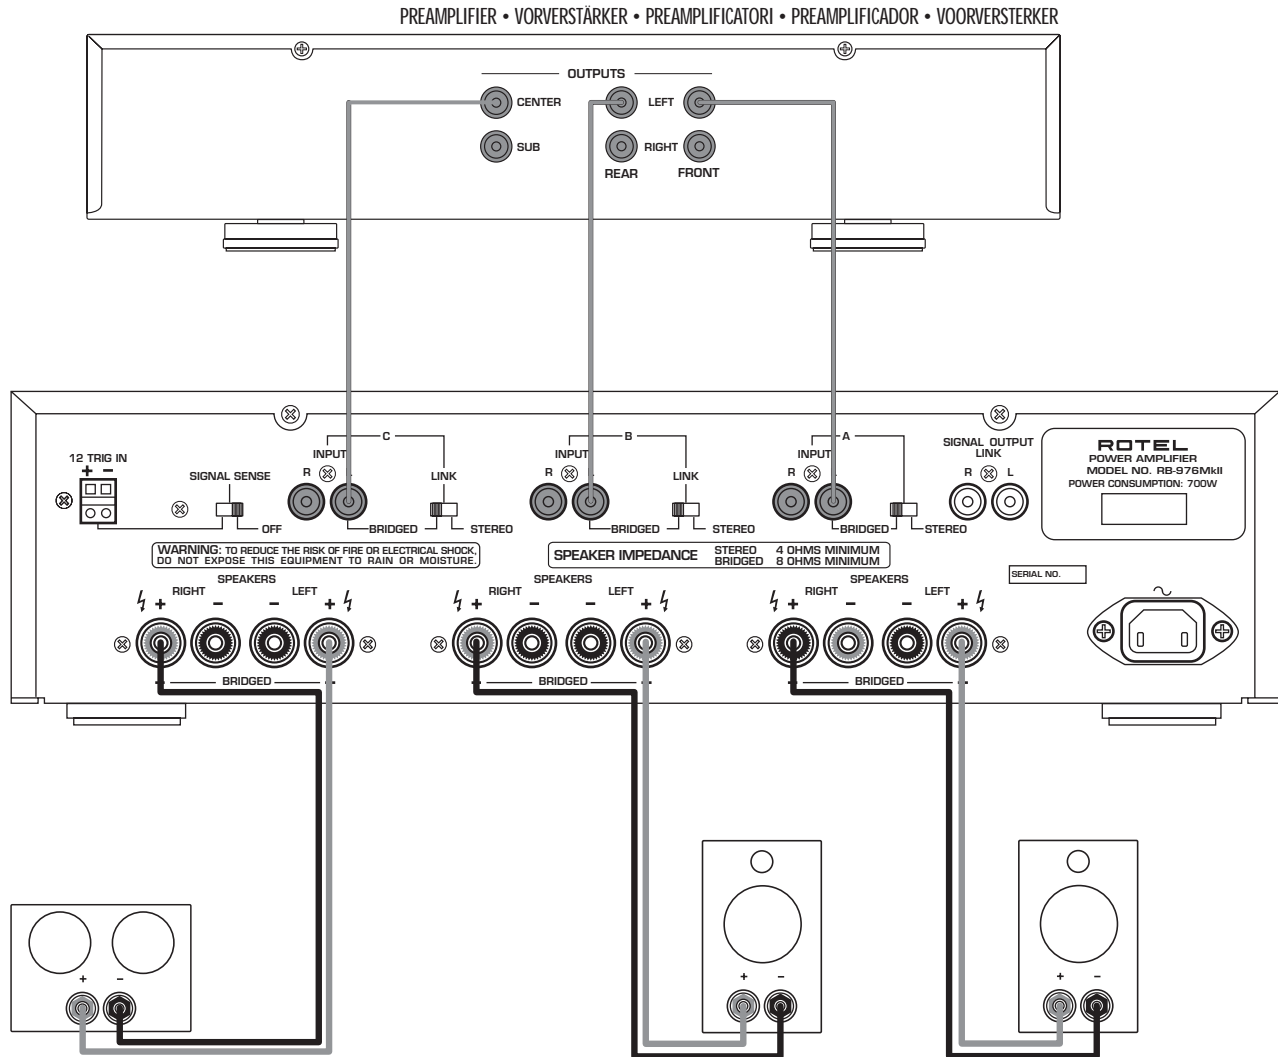 PREAMPLIFIER • VORVERSTÄRKER • PREAMPLIFICATORI • PREAMPLIFICADOR • VOORVERSTERKER
OUTPUTS
CENTER LEFT
SUB RIGHT
REAR FRONT
C B A
INPUT INPUT INPUT SIGNAL OUTPUT
LINK
R R R R L
12 TRIG IN
+ −
SIGNAL SENSE LINK LINK
OFF BRIDGED STEREO BRIDGED STEREO BRIDGED STEREO
ROTEL
POWER AMPLIFIER
MODEL NO. RB-976MkII
POWER CONSUMPTION: 700W
WARNING: TO REDUCE THE RISK OF FIRE OR ELECTRICAL SHOCK,
DO NOT EXPOSE THIS EQUIPMENT TO RAIN OR MOISTURE.
SPEAKER IMPEDANCE STEREO 4 OHMS MINIMUM
BRIDGED 8 OHMS MINIMUM
SERIAL NO.
SPEAKERS SPEAKERS SPEAKERS
+ RIGHT − − LEFT + + RIGHT − − LEFT + + RIGHT − − LEFT +
BRIDGED BRIDGED BRIDGED
+ − + − + −